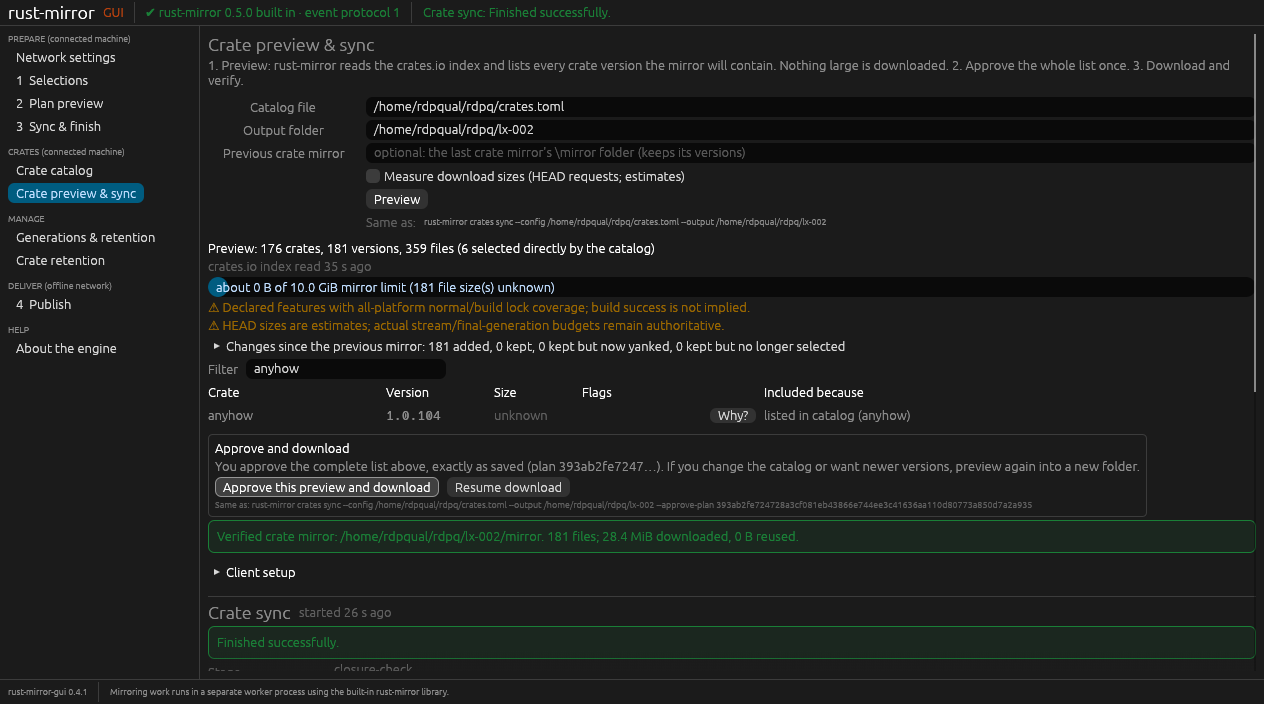 rust-mirror GUI ✔ rust-mirror 0.5.0 built in · event protocol 1 Crate sync: Finished successfully.
PREPARE (connected machine)
Network settings
1 Selections
2 Plan preview
3 Sync & finish
CRATES (connected machine)
Crate catalog
Crate preview & sync
MANAGE
Generations & retention
Crate retention
DELIVER (offline network)
4 Publish
HELP
About the engine
Crate preview & sync
1. Preview: rust-mirror reads the crates.io index and lists every crate version the mirror will contain. Nothing large is downloaded. 2. Approve the whole list once. 3. Download and
verify.
Catalog file /home/rdpqual/rdpq/crates.toml
Output folder /home/rdpqual/rdpq/lx-002
Previous crate mirror optional: the last crate mirror's \mirror folder (keeps its versions)
Measure download sizes (HEAD requests; estimates)
Preview
Same as: rust-mirror crates sync --config /home/rdpqual/rdpq/crates.toml --output /home/rdpqual/rdpq/lx-002
Preview: 176 crates, 181 versions, 359 files (6 selected directly by the catalog)
crates.io index read 35 s ago
about 0 B of 10.0 GiB mirror limit (181 file size(s) unknown)
⚠ Declared features with all-platform normal/build lock coverage; build success is not implied.
⚠ HEAD sizes are estimates; actual stream/final-generation budgets remain authoritative.
▸ Changes since the previous mirror: 181 added, 0 kept, 0 kept but now yanked, 0 kept but no longer selected
Filter anyhow
Crate Version Size Flags Included because
anyhow 1.0.104 unknown Why? listed in catalog (anyhow)
Approve and download
You approve the complete list above, exactly as saved (plan 393ab2fe7247…). If you change the catalog or want newer versions, preview again into a new folder.
Approve this preview and download Resume download
Same as: rust-mirror crates sync --config /home/rdpqual/rdpq/crates.toml --output /home/rdpqual/rdpq/lx-002 --approve-plan 393ab2fe724728a3cf081eb43866e744ee3c41636aa110d80773a850d7a2a935
Verified crate mirror: /home/rdpqual/rdpq/lx-002/mirror. 181 files; 28.4 MiB downloaded, 0 B reused.
▸ Client setup
Crate sync started 26 s ago
Finished successfully.
Stage closure-check
rust-mirror-gui 0.4.1 Mirroring work runs in a separate worker process using the built-in rust-mirror library.